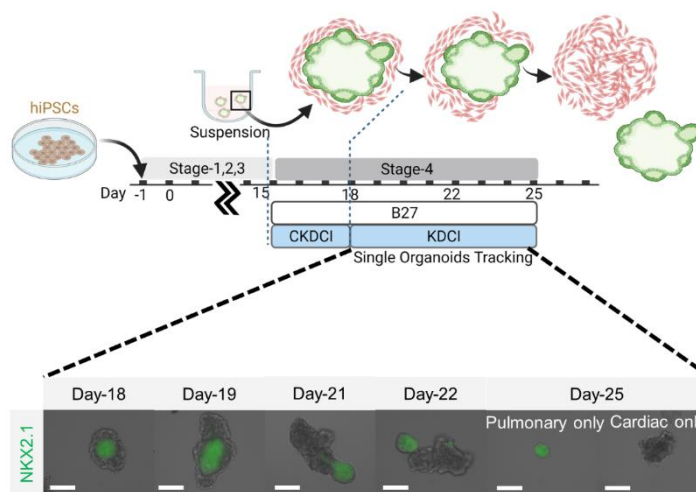 hiPSCs
Suspension
Stage-1,2,3
Stage-4
Day -1 0 15 18 22 25
B27
CKDCI KDCI
Single Organoids Tracking
Day-18 Day-19 Day-21 Day-22 Day-25
Pulmonary only Cardiac only
NKX2.1